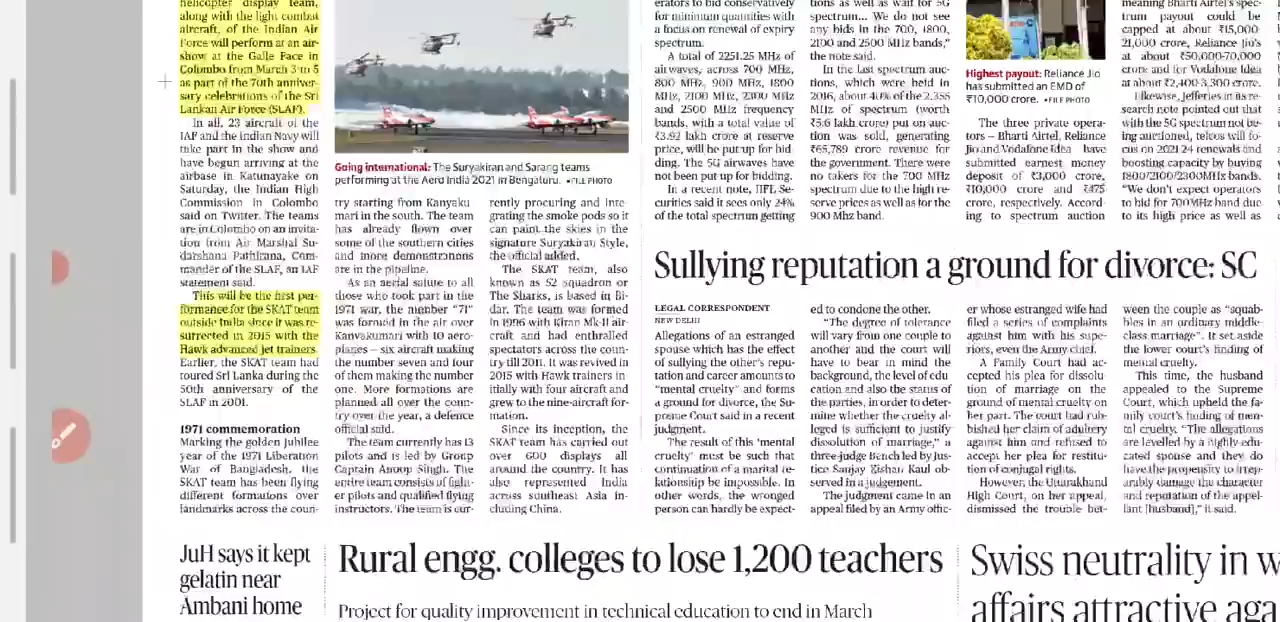 helicopter display team,
along with the light combat
aircraft, of the Indian Air
Force will perform at an air-
show at the Galle Face in
Colombo from March 3 to 5
as part of the 70th anniver-
sary celebrations of the Sri
Lankan Air Force (SLAF).
In all, 23 aircraft of the
IAF and the Indian Navy will
take part in the show and
have begun arriving at the
airbase in Katunayake on
Saturday, the Indian High
Commission in Colombo
said on Twitter. The teams
are in Colombo on an invita-
tion from Air Marshal Su-
darshana Pathirana, Com-
mander of the SLAF, an IAF
statement said.
This will be the first per-
formance for the SKAT team
outside India since it was re-
surrected in 2015 with the
Hawk advanced jet trainers.
Earlier, the SKAT team had
toured Sri Lanka during the
50th anniversary of the
SLAF in 2001.
1971 commemoration
Marking the golden jubilee
year of the 1971 Liberation
War of Bangladesh, the
SKAT team has been flying
different formations over
landmarks across the coun-
Going international: The Suryakiran and Sarang teams
performing at the Aero India 2021 in Bengaluru. •FILE PHOTO
try starting from Kanyaku-
mari in the south. The team
has already flown over
some of the southern cities
and more demonstrations
are in the pipeline.
As an aerial salute to all
those who took part in the
1971 war, the number "71"
was formed in the air over
Kanyakumari with 10 aero-
planes – six aircraft making
the number seven and four
of them making the number
one. More formations are
planned all over the coun-
try over the year, a defence
official said.
The team currently has 13
pilots and is led by Group
Captain Anoop Singh. The
entire team consists of fight-
er pilots and qualified flying
instructors. The team is cur-
rently procuring and inte-
grating the smoke pods so it
can paint the skies in the
signature Suryakiran Style,
the official added.
The SKAT team, also
known as 52 squadron or
The Sharks, is based in Bi-
dar. The team was formed
in 1996 with Kiran Mk-II air-
craft and had enthralled
spectators across the coun-
try till 2011. It was revived in
2015 with Hawk trainers in-
itially with four aircraft and
grew to the nine-aircraft for-
mation.
Since its inception, the
SKAT team has carried out
over 600 displays all
around the country. It has
also represented India
across southeast Asia in-
cluding China.
erators to bid conservatively
for minimum quantities with
a focus on renewal of expiry
spectrum.
A total of 2251.25 MHz of
airwaves, across 700 MHz,
800 MHz, 900 MHz, 1800
MHz, 2100 MHz, 2300 MHz
and 2500 MHz frequency
bands, with a total value of
₹3.92 lakh crore at reserve
price, will be put up for bid-
ding. The 5G airwaves have
not been put up for bidding.
In a recent note, IIFL Se-
curities said it sees only 24%
of the total spectrum getting
tions as well as wait for 5G
spectrum... We do not see
any bids in the 700, 800,
2100 and 2500 MHz bands,"
the note said.
In the last spectrum auc-
tions, which were held in
2016, about 40% of the 2,355
MHz of spectrum (worth
₹5.6 lakh crore) put on auc-
tion was sold, generating
₹65,789 crore revenue for
the government. There were
no takers for the 700 MHz
spectrum due to the high re-
serve prices as well as for the
900 Mhz band.
Highest payout: Reliance Jio
has submitted an EMD of
₹10,000 crore. •FILE PHOTO
The three private opera-
tors – Bharti Airtel, Reliance
Jio and Vodafone Idea have
submitted earnest money
deposit of ₹3,000 crore,
₹10,000 crore and ₹475
crore, respectively. Accord-
ing to spectrum auction
meaning Bharti Airtel's spec-
trum payout could be
capped at about ₹15,000-
21,000 crore, Reliance Jio's
at about ₹50,000-70,000
crore and for Vodafone Idea
at about ₹2,400-3,300 crore.
Likewise, Jefferies in its re-
search note pointed out that
with the 5G spectrum not be-
ing auctioned, telcos will fo-
cus on 2021-24 renewals and
boosting capacity by buying
1800/2100/2300MHz bands.
"We don't expect operators
to bid for 700MHz band due
to its high price as well as
Sullying reputation a ground for divorce: SC
LEGAL CORRESPONDENT
NEW DELHI
Allegations of an estranged
spouse which has the effect
of sullying the other's repu-
tation and career amounts to
"mental cruelty" and forms
a ground for divorce, the Su-
preme Court said in a recent
judgment.
The result of this 'mental
cruelty' must be such that
continuation of a marital re-
lationship be impossible. In
other words, the wronged
person can hardly be expect-
ed to condone the other.
"The degree of tolerance
will vary from one couple to
another and the court will
have to bear in mind the
background, the level of edu-
cation and also the status of
the parties, in order to deter-
mine whether the cruelty al-
leged is sufficient to justify
dissolution of marriage," a
three-judge Bench led by Jus-
tice Sanjay Kishan Kaul ob-
served in a judgement.
The judgment came in an
appeal filed by an Army offic-
er whose estranged wife had
filed a series of complaints
against him with his supe-
riors, even the Army chief.
A Family Court had ac-
cepted his plea for dissolu-
tion of marriage on the
ground of mental cruelty on
her part. The court had rub-
bished her claim of adultery
against him and refused to
accept her plea for restitu-
tion of conjugal rights.
However, the Uttarakhand
High Court, on her appeal,
dismissed the trouble bet-
ween the couple as "squab-
bles in an ordinary middle-
class marriage". It set aside
the lower court's finding of
mental cruelty.
This time, the husband
appealed to the Supreme
Court, which upheld the fa-
mily court's finding of men-
tal cruelty. "The allegations
are levelled by a highly edu-
cated spouse and they do
have the propensity to irrep-
arably damage the character
and reputation of the appel-
lant [husband]," it said.
JuH says it kept
gelatin near
Ambani home
Rural engg. colleges to lose 1,200 teachers
Project for quality improvement in technical education to end in March
Swiss neutrality in w
affairs attractive aga